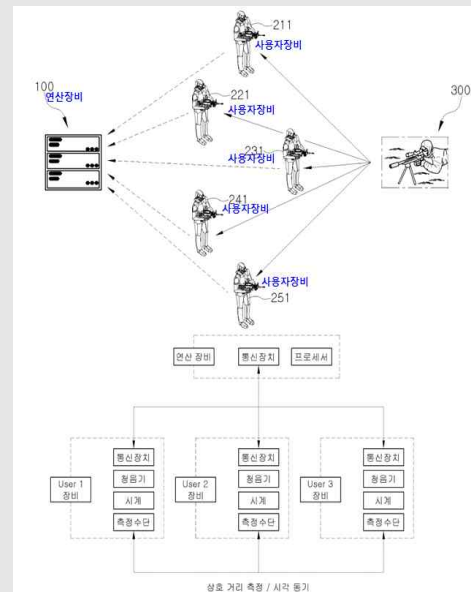 211
사용자장비
100
연산장비
221
사용자장비
300
231
사용자장비
241
사용자장비
사용자장비
251
연산 장비
통신장치
프로세서
User 1
장비
통신장치
청음기
시계
측정수단
User 2
장비
통신장치
청음기
시계
측정수단
User 3
장비
통신장치
청음기
시계
측정수단
상호 거리 측정 / 시각 동기